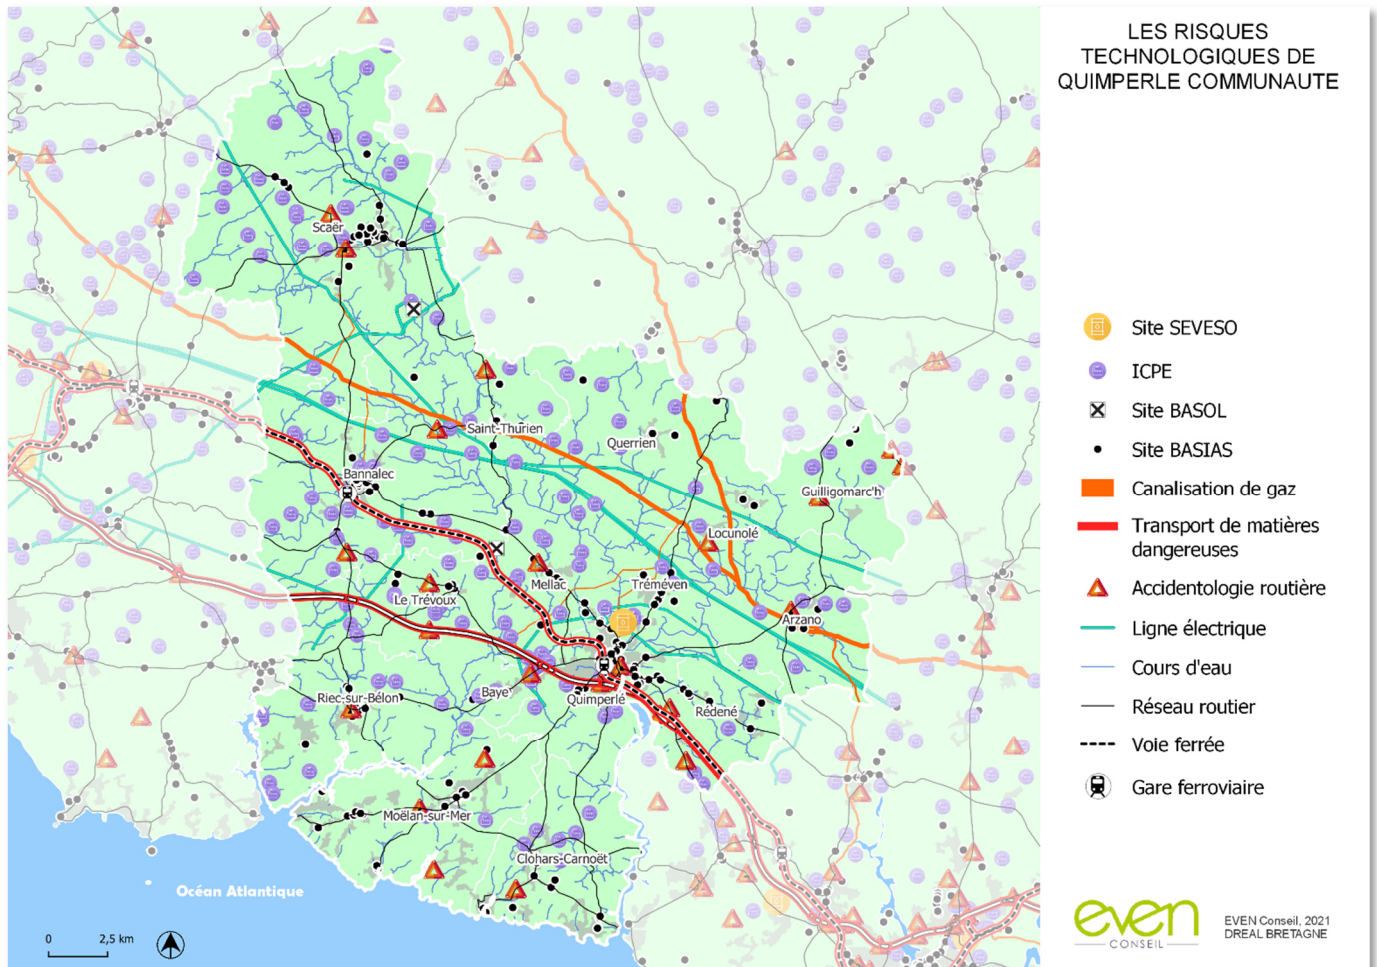 LES RISQUES
TECHNOLOGIQUES DE
QUIMPERLE COMMUNAUTE
Scaër
Saint-Thurien
Querrien
Bannalec
Guilligomarc'h
Locunolé
Mellac
Tréméven
Le Trévoux
Arzano
Riec-sur-Bélon
Baye
Quimperlé
Rédené
Moëlan-sur-Mer
Clohars-Carnoët
Océan Atlantique
0 2,5 km
Site SEVESO
ICPE
Site BASOL
Site BASIAS
Canalisation de gaz
Transport de matières
dangereuses
Accidentologie routière
Ligne électrique
Cours d'eau
Réseau routier
Voie ferrée
Gare ferroviaire
even
CONSEIL
EVEN Conseil, 2021
DREAL BRETAGNE